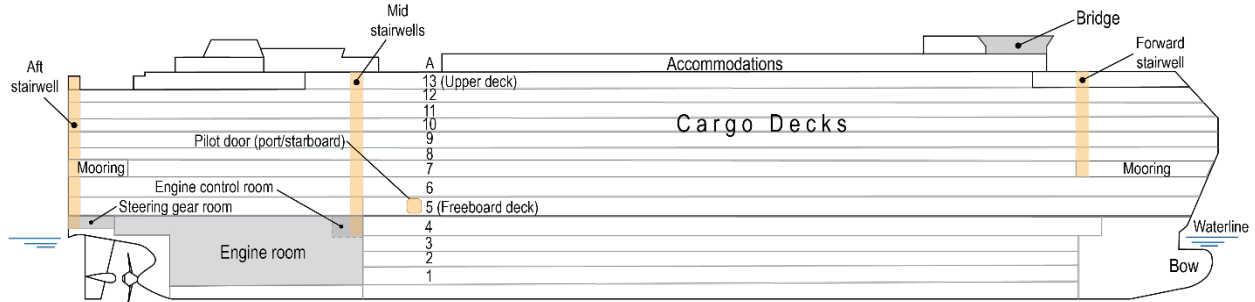 Bridge
Mid
stairwells
Forward
stairwell
Aft
stairwell
A
Accommodations
13 (Upper deck)
12
11
10
Cargo Decks
Pilot door (port/starboard)
9
8
Mooring
7
Mooring
Engine control room
6
Steering gear room
5 (Freeboard deck)
4
Waterline
3
Engine room
2
Bow
1